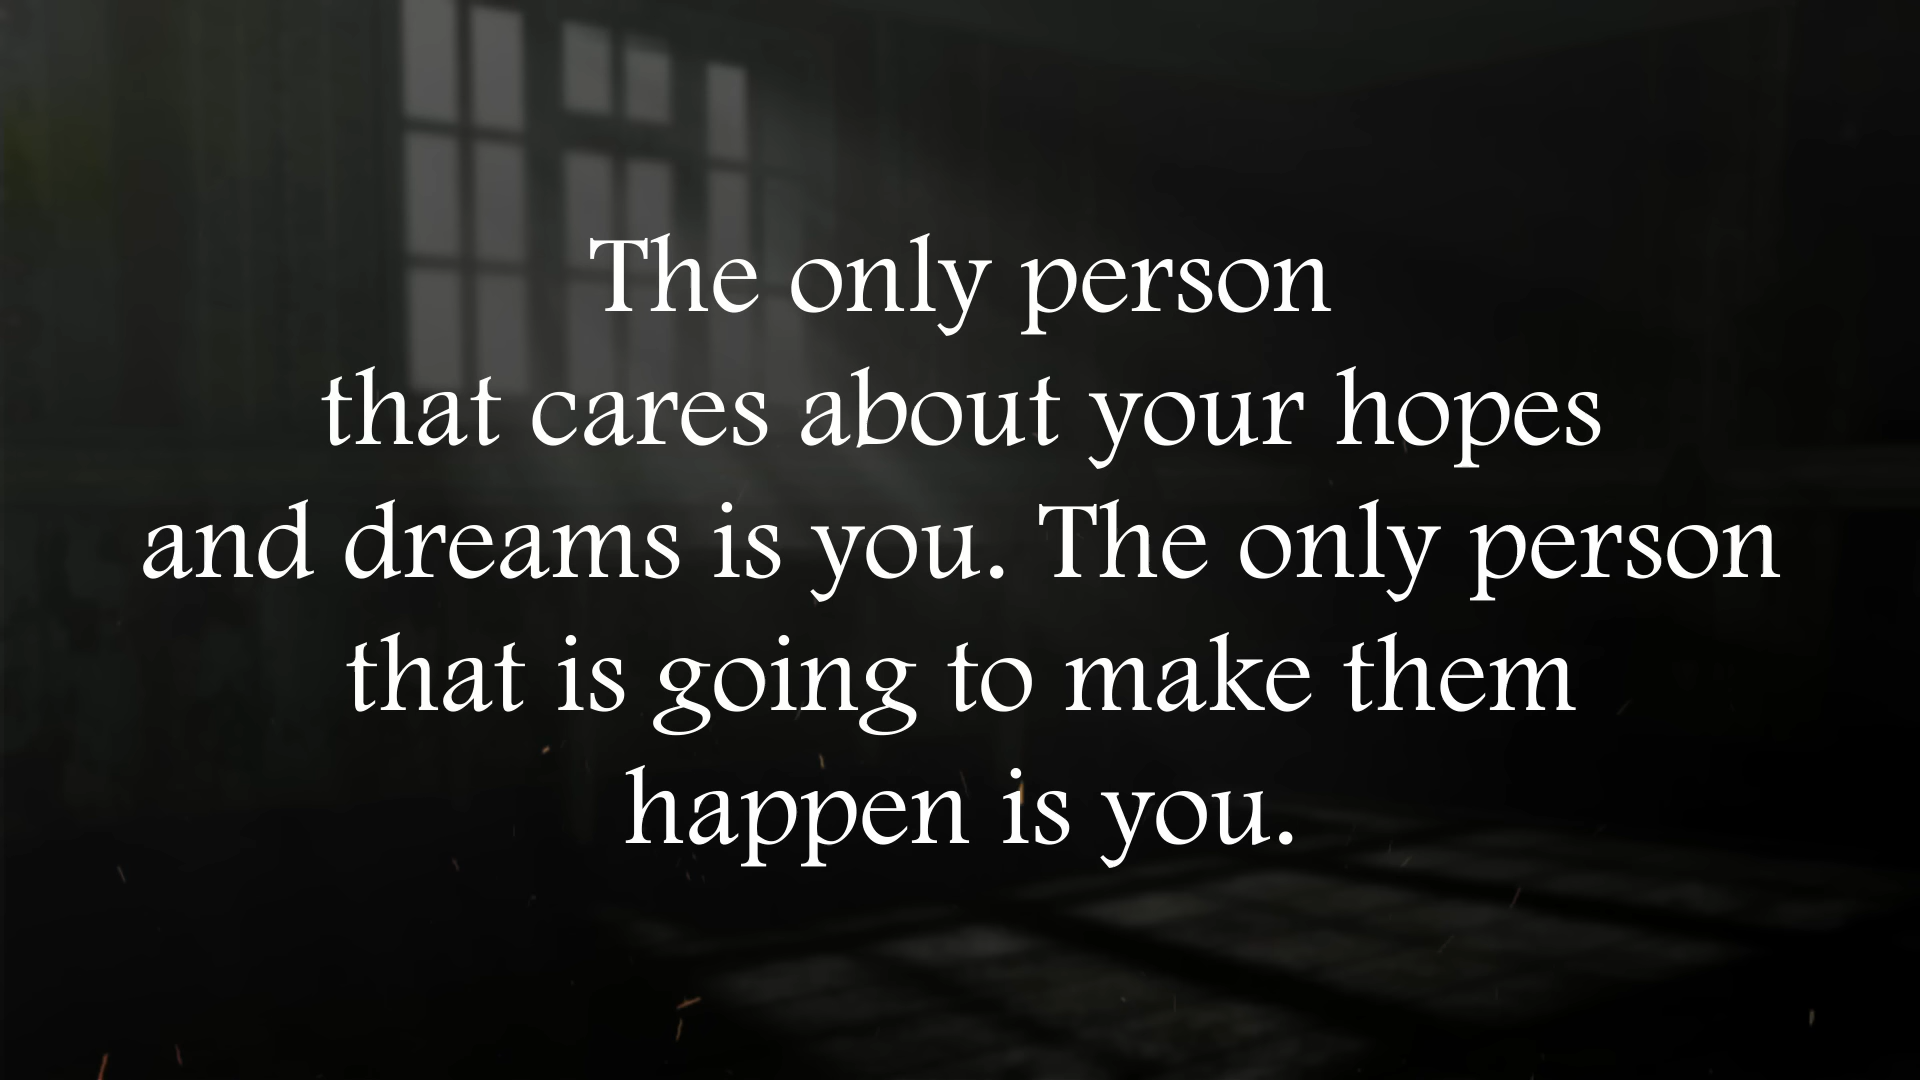 The only person
that cares about your hopes
and dreams is you. The only person
that is going to make them
happen is you.